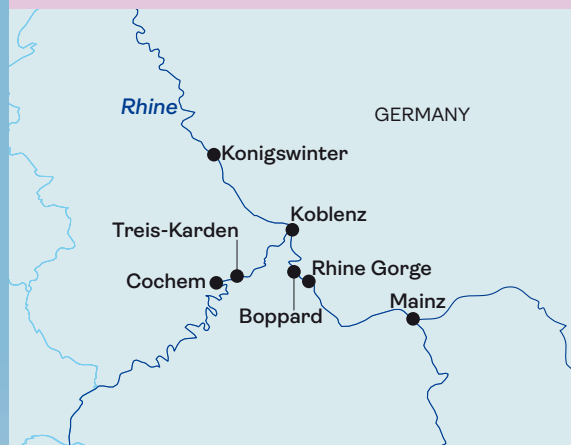 Rhine
GERMANY
Konigswinter
Koblenz
Treis-Karden
Rhine Gorge
Cochem
Mainz
Boppard